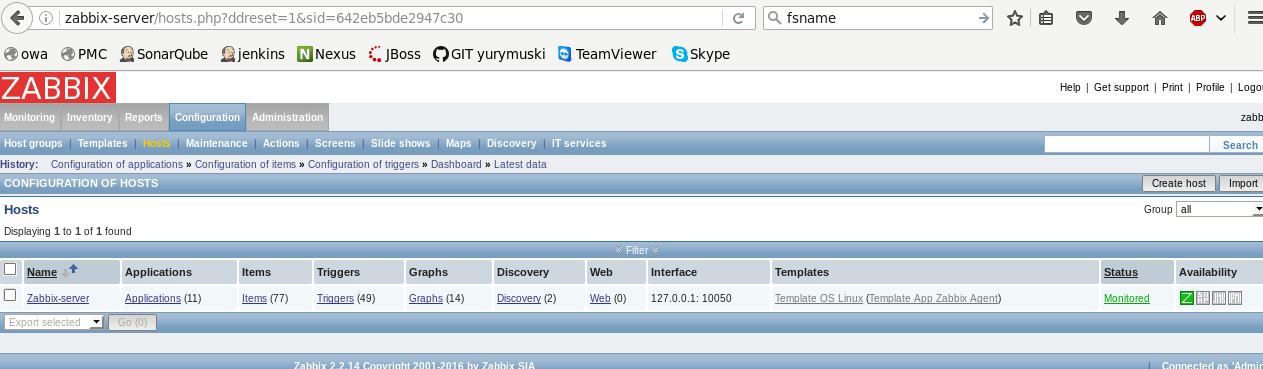 zabbix-server/hosts.php?ddreset=1&sid=642eb5bde2947c30 fsname ABP
owa PMC SonarQube jenkins Nexus JBoss GIT yurymuski TeamViewer Skype
ZABBIX
Help | Get support | Print | Profile | Logou
Monitoring Inventory Reports Configuration Administration zabb
Host groups | Templates | Hosts | Maintenance | Actions | Screens | Slide shows | Maps | Discovery | IT services Search
History: Configuration of applications » Configuration of items » Configuration of triggers » Dashboard » Latest data
CONFIGURATION OF HOSTS Create host Import
Hosts Group all
Displaying 1 to 1 of 1 found
Filter
Name Applications Items Triggers Graphs Discovery Web Interface Templates Status Availability
Zabbix-server Applications (11) Items (77) Triggers (49) Graphs (14) Discovery (2) Web (0) 127.0.0.1: 10050 Template OS Linux (Template App Zabbix Agent) Monitored Z
Export selected Go (0)
Zabbix 2.2.14 Copyright 2001-2016 by Zabbix SIA | Connected as 'Admin